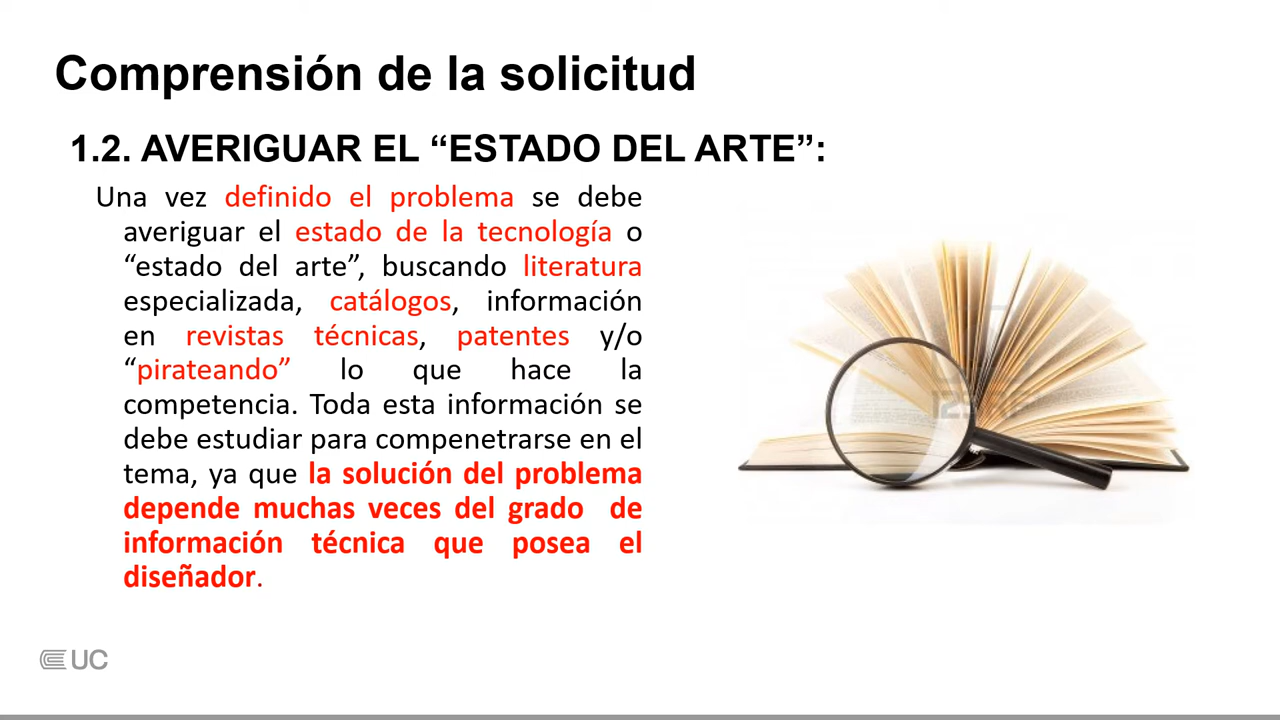 Comprensión de la solicitud
1.2. AVERIGUAR EL “ESTADO DEL ARTE”:
Una vez definido el problema se debe
averiguar el estado de la tecnología o
“estado del arte”, buscando literatura
especializada, catálogos, información
en revistas técnicas, patentes y/o
“pirateando” lo que hace la
competencia. Toda esta información se
debe estudiar para compenetrarse en el
tema, ya que la solución del problema
depende muchas veces del grado de
información técnica que posea el
diseñador.
UC